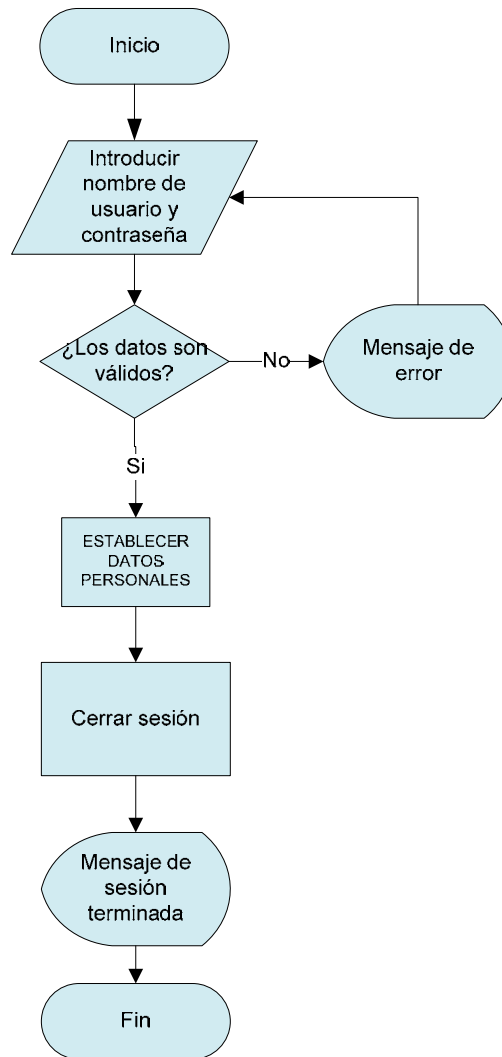 Inicio
Introducir
nombre de
usuario y
contraseña
¿Los datos son
válidos?
No
Mensaje de
error
Si
ESTABLECER
DATOS
PERSONALES
Cerrar sesión
Mensaje de
sesión
terminada
Fin